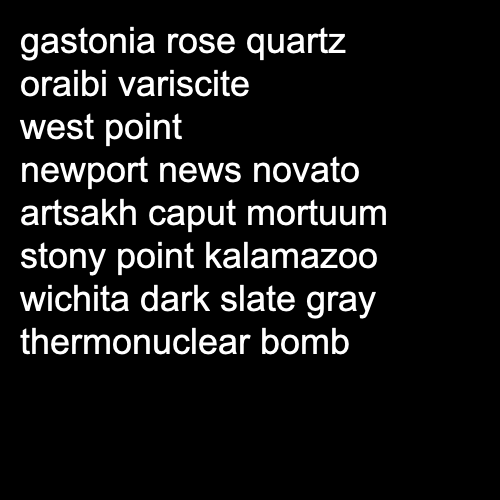 gastonia rose quartz
oraibi variscite
west point
newport news novato
artsakh caput mortuum
stony point kalamazoo
wichita dark slate gray
thermonuclear bomb